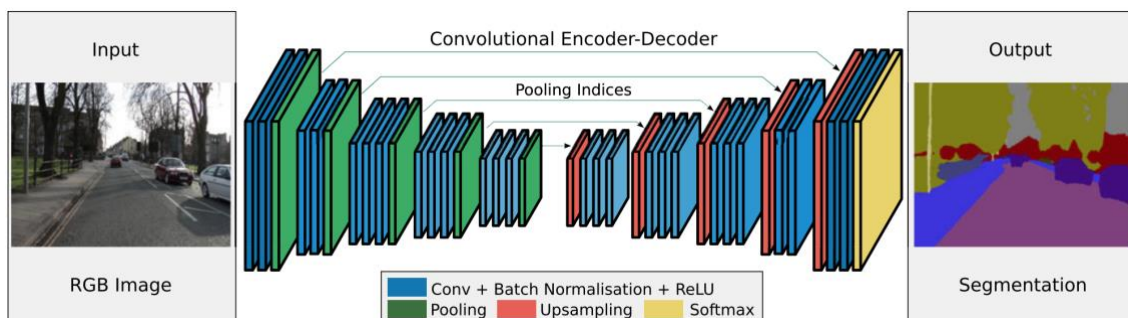 Input
RGB Image
Convolutional Encoder-Decoder
Pooling Indices
Conv + Batch Normalisation + ReLU
Pooling Upsampling Softmax
Output
Segmentation